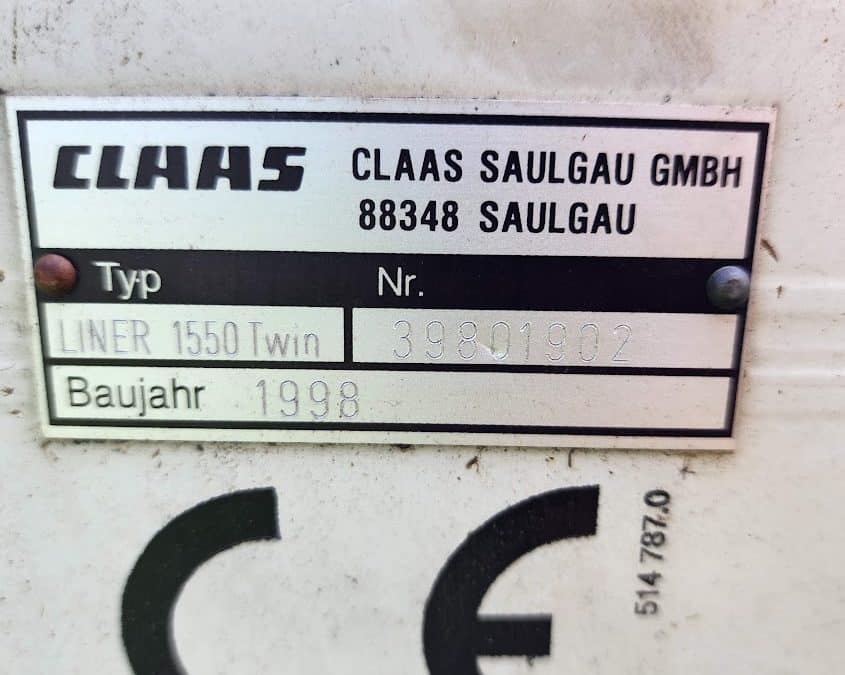 CLAAS CLAAS SAULGAU GMBH
88348 SAULGAU
Typ Nr.
LINER 1550 Twin 39801902
Baujahr 1998
CE
514 787.0